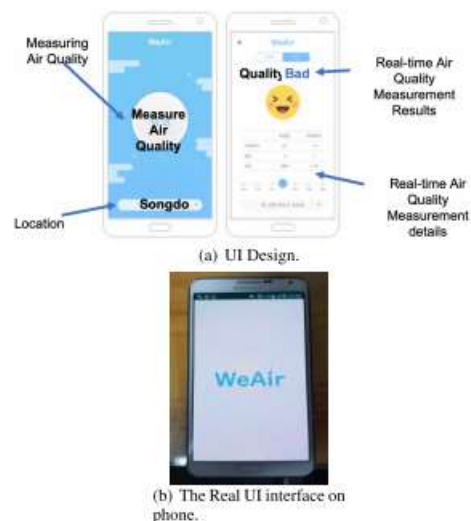 Measuring
Air Quality
WeAir
Measure
Air
Quality
Songdo
Location
WeAir
Quality Bad
Real-time Air
Quality
Measurement
Results
Real-time Air
Quality
Measurement
details
(a) UI Design.
WeAir
(b) The Real UI interface on
phone.